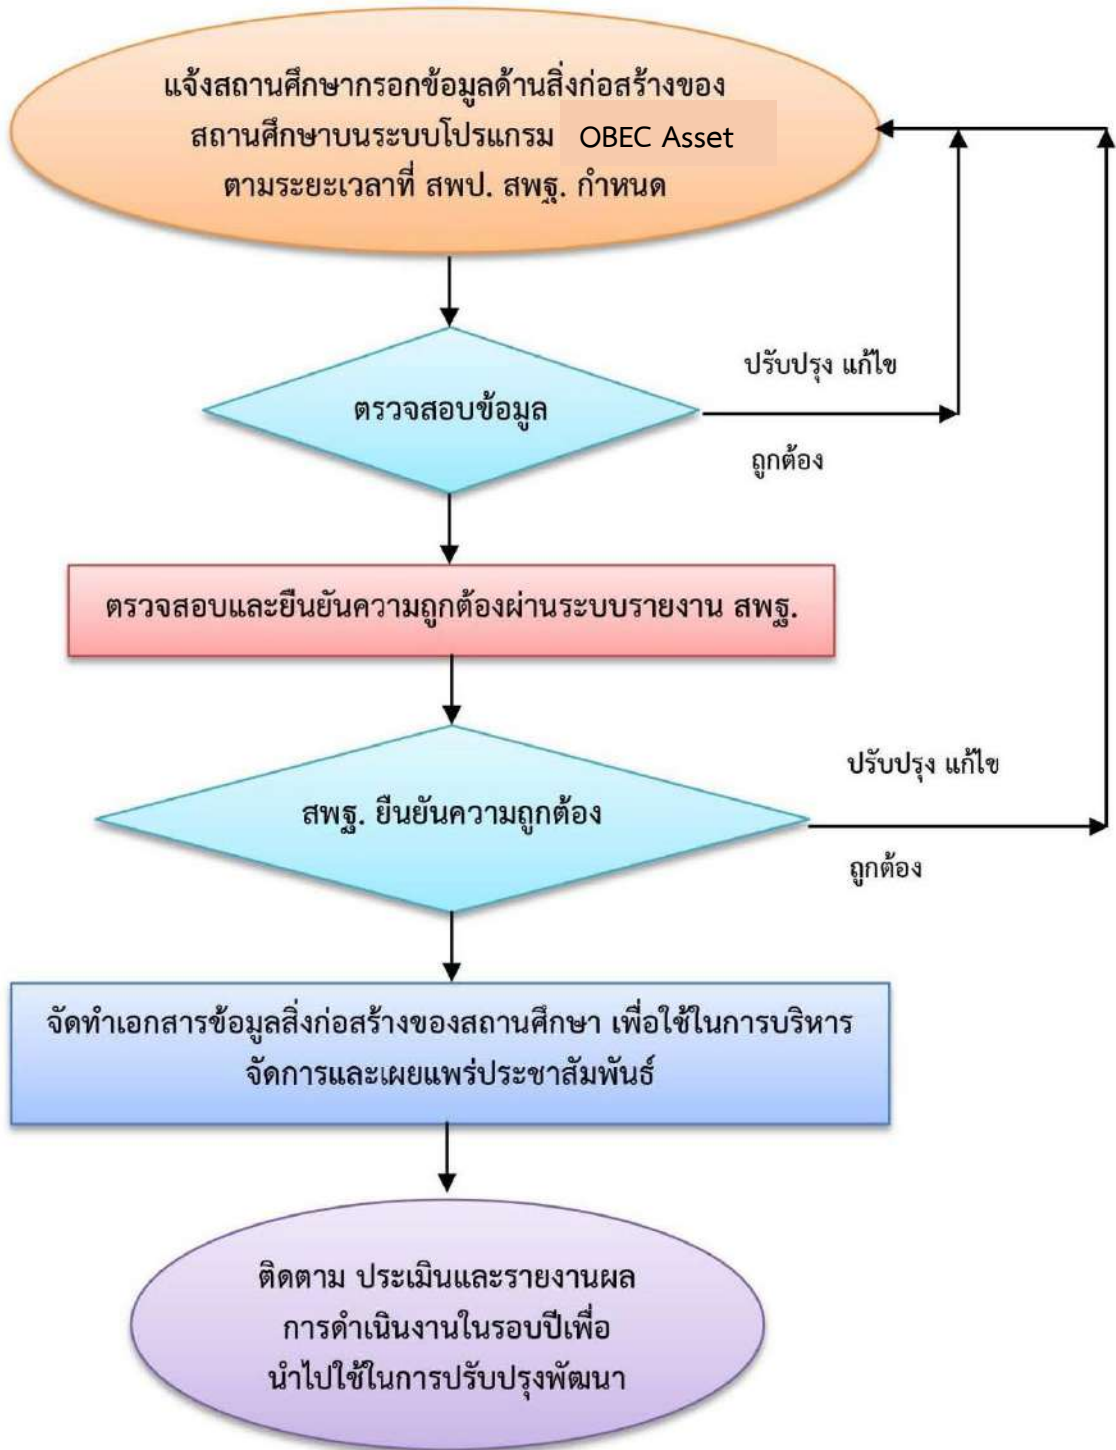 แจ้งสถานศึกษากรอกข้อมูลด้านสิ่งก่อสร้างของ
สถานศึกษาบนระบบโปรแกรม OBEC Asset
ตามระยะเวลาที่ สพป. สพฐ. กำหนด
ปรับปรุง แก้ไข
ตรวจสอบข้อมูล
ถูกต้อง
ตรวจสอบและยืนยันความถูกต้องผ่านระบบรายงาน สพฐ.
ปรับปรุง แก้ไข
สพฐ. ยืนยันความถูกต้อง
ถูกต้อง
จัดทำเอกสารข้อมูลสิ่งก่อสร้างของสถานศึกษา เพื่อใช้ในการบริหาร
จัดการและเผยแพร่ประชาสัมพันธ์
ติดตาม ประเมินและรายงานผล
การดำเนินงานในรอบปีเพื่อ
นำไปใช้ในการปรับปรุงพัฒนา